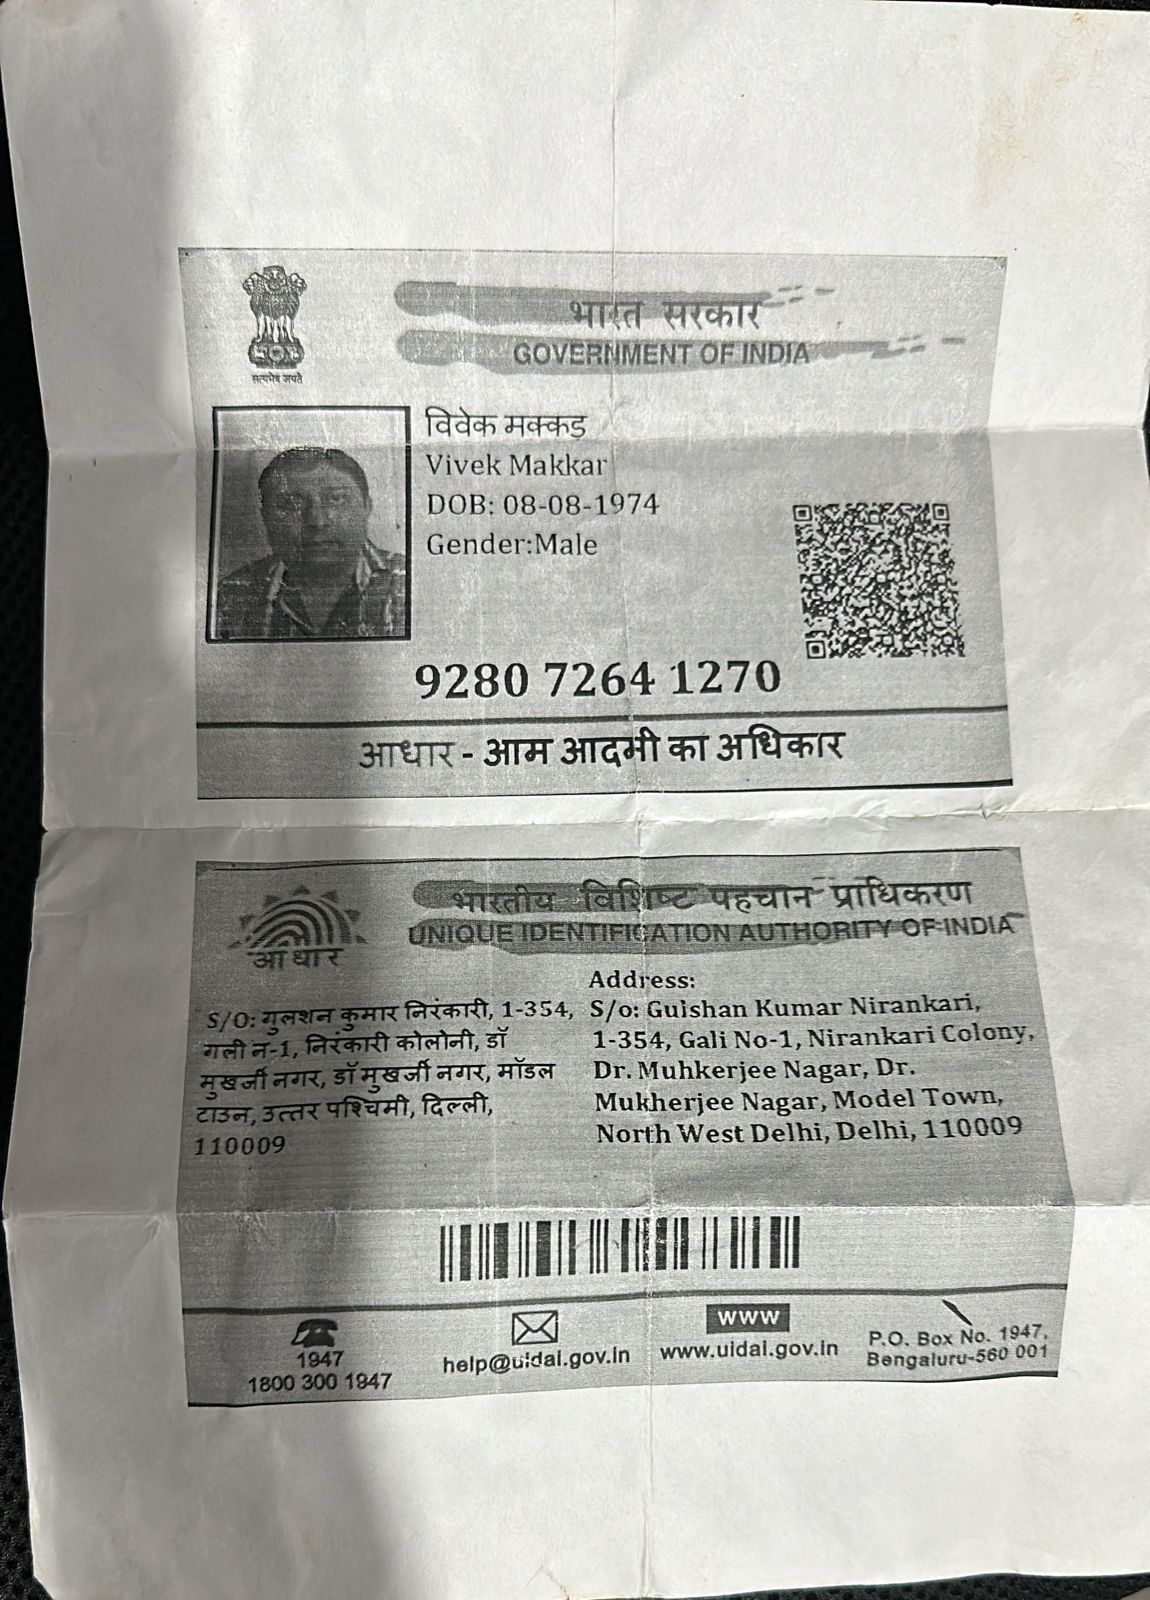 भारत सरकार
GOVERNMENT OF INDIA
सत्यमेव जयते
विवेक मक्कड़
Vivek Makkar
DOB: 08-08-1974
Gender:Male
9280 7264 1270
आधार - आम आदमी का अधिकार
भारतीय विशिष्ट पहचान प्राधिकरण
UNIQUE IDENTIFICATION AUTHORITY OF INDIA
आधार
S/O: गुलशन कुमार निरंकारी, 1-354,
गली न-1, निरंकारी कोलोनी, डॉ
मुखर्जी नगर, डॉ मुखर्जी नगर, मॉडल
टाउन, उत्तर पश्चिमी, दिल्ली,
110009
Address:
S/o: Gulshan Kumar Nirankari,
1-354, Gali No-1, Nirankari Colony,
Dr. Muhkerjee Nagar, Dr.
Mukherjee Nagar, Model Town,
North West Delhi, Delhi, 110009
1947
1800 300 1947
help@uidai.gov.in
www
www.uidai.gov.in
P.O. Box No. 1947,
Bengaluru-560 001